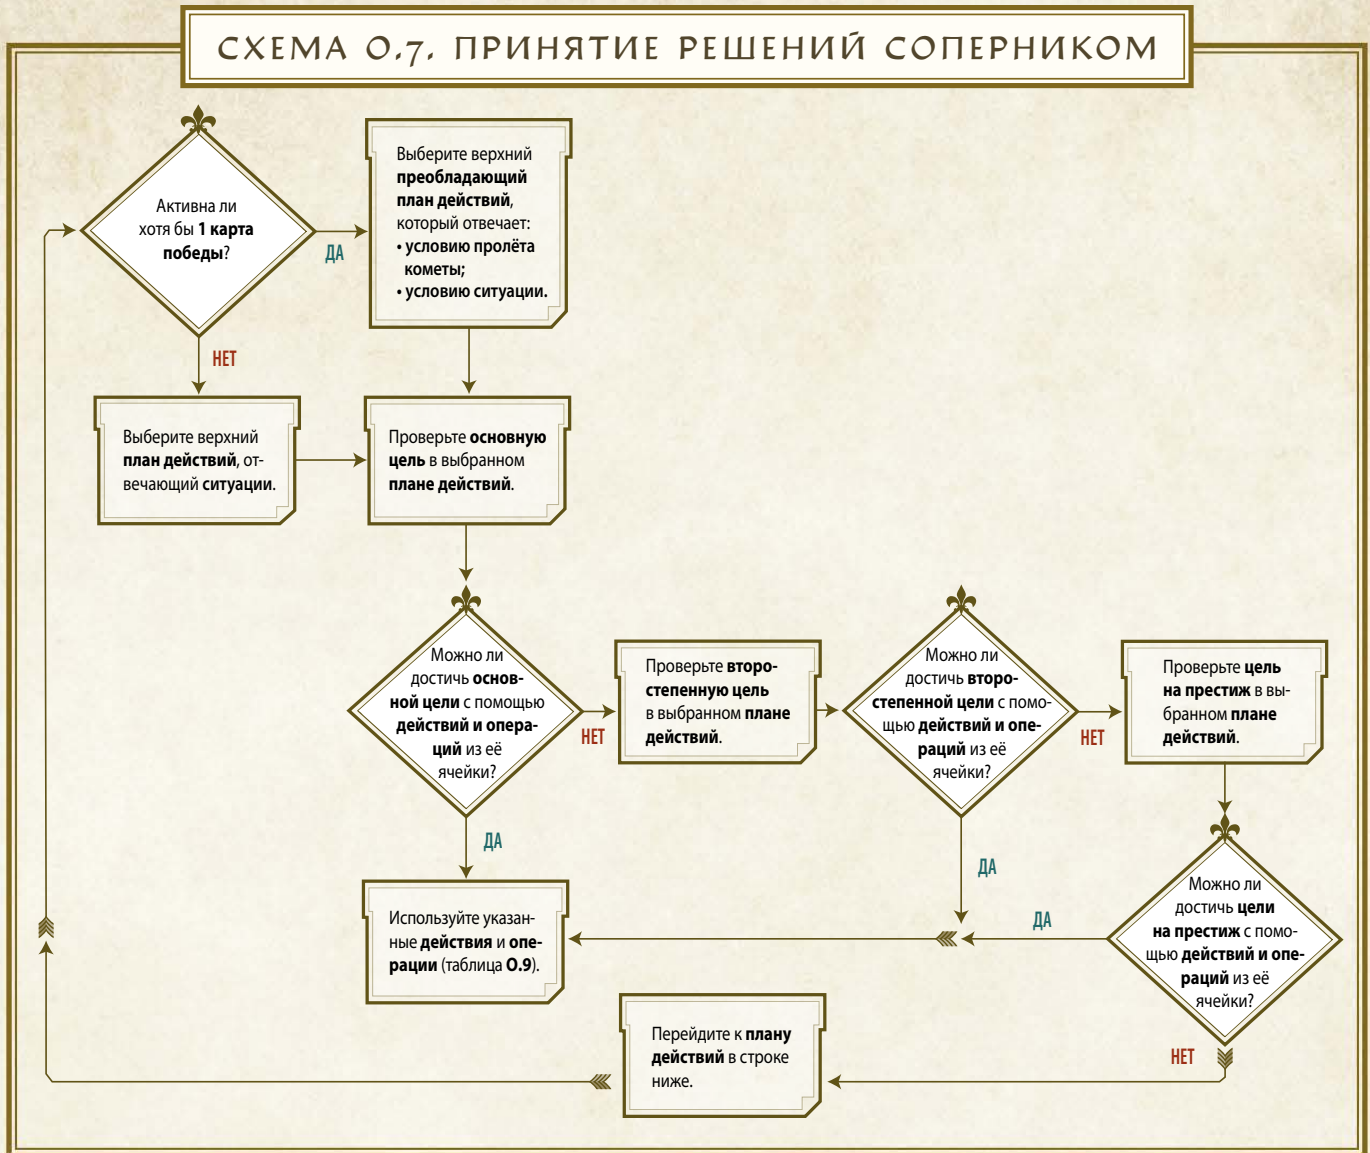 СХЕМА О.7. ПРИНЯТИЕ РЕШЕНИЙ СОПЕРНИКОМ
Активна ли
хотя бы 1 карта
победы?
ДА
Выберите верхний
преобладающий
план действий,
который отвечает:
• условию пролёта
кометы;
• условию ситуации.
НЕТ
Выберите верхний
план действий, от-
вечающий ситуации.
Проверьте основную
цель в выбранном
плане действий.
Можно ли
достичь основ-
ной цели с помощью
действий и опера-
ций из её
ячейки?
НЕТ
Проверьте второ-
степенную цель
в выбранном плане
действий.
Можно ли
достичь второ-
степенной цели с помо-
щью действий и опе-
раций из её
ячейки?
НЕТ
Проверьте цель
на престиж в вы-
бранном плане
действий.
ДА
ДА
Можно ли
достичь цели
на престиж с помо-
щью действий и опе-
раций из её
ячейки?
ДА
Используйте указан-
ные действия и опе-
рации (таблица О.9).
НЕТ
Перейдите к плану
действий в строке
ниже.